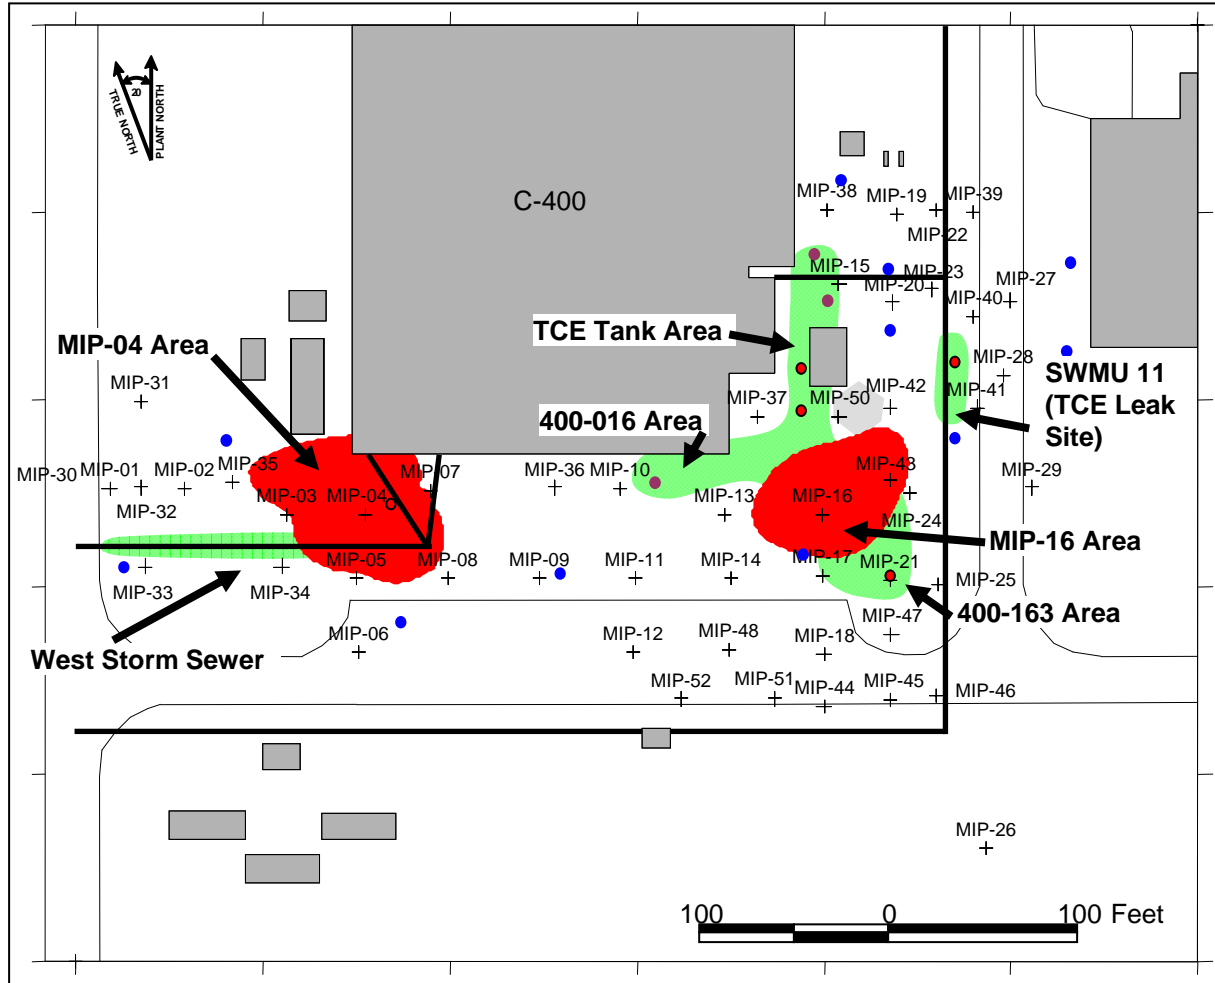 20
TRUE NORTH
PLANT NORTH
C-400
MIP-38
MIP-19
MIP-39
MIP-22
MIP-15
MIP-23
MIP-20
MIP-27
MIP-40
TCE Tank Area
MIP-04 Area
MIP-28
MIP-31
MIP-37
MIP-50
MIP-42
MIP-41
SWMU 11
(TCE Leak
Site)
400-016 Area
MIP-30
MIP-01
MIP-02
MIP-35
MIP-07
MIP-36
MIP-10
MIP-43
MIP-29
MIP-32
MIP-03
MIP-04
MIP-13
MIP-16
MIP-24
MIP-16 Area
MIP-33
MIP-34
MIP-05
MIP-08
MIP-09
MIP-11
MIP-14
MIP-17
MIP-21
MIP-25
400-163 Area
MIP-47
West Storm Sewer
MIP-06
MIP-12
MIP-48
MIP-18
MIP-52
MIP-51
MIP-44
MIP-45
MIP-46
MIP-26
100 0 100 Feet